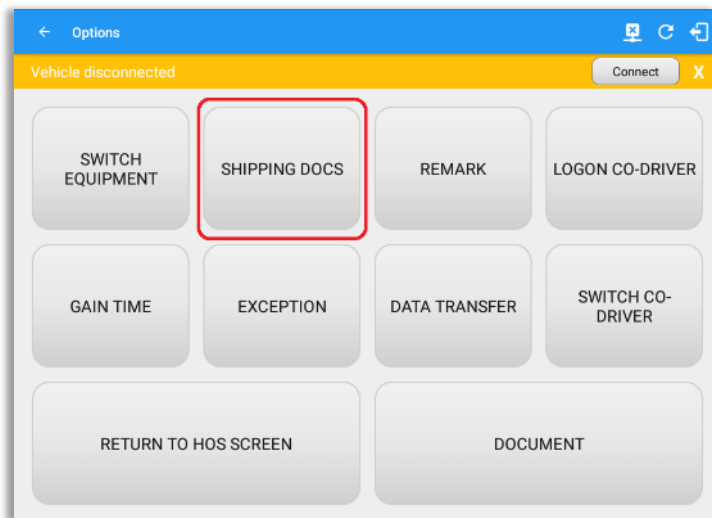 Options
Vehicle disconnected
Connect
X
SWITCH
EQUIPMENT
SHIPPING DOCS
REMARK
LOGON CO-DRIVER
GAIN TIME
EXCEPTION
DATA TRANSFER
SWITCH CO-
DRIVER
RETURN TO HOS SCREEN
DOCUMENT